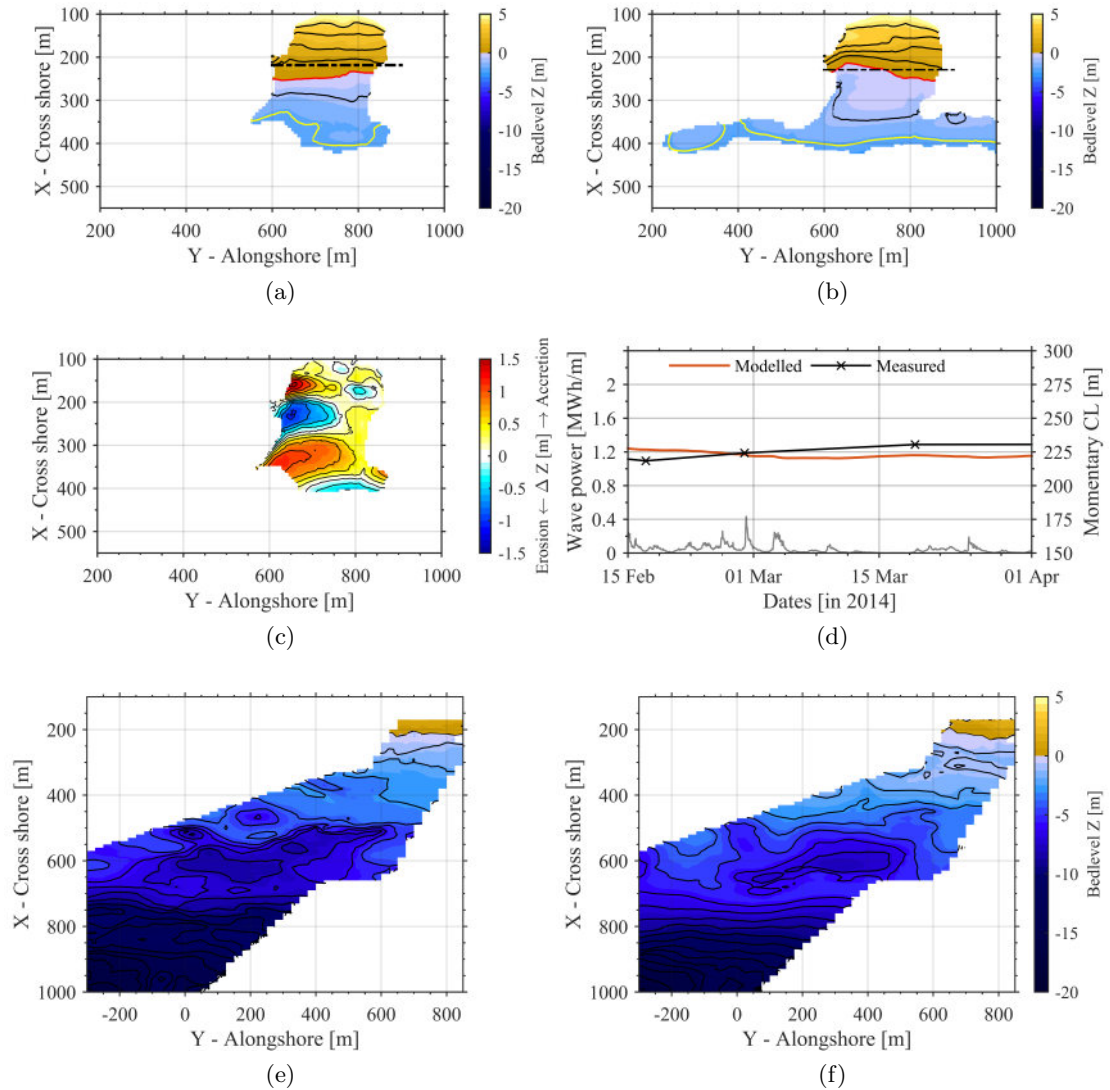 100
200
300
400
500
X - Cross shore [m]
200 400 600 800 1000
Y - Alongshore [m]
5
0
-5
-10
-15
-20
Bedlevel Z [m]
(a)
100
200
300
400
500
X - Cross shore [m]
200 400 600 800 1000
Y - Alongshore [m]
5
0
-5
-10
-15
-20
Bedlevel Z [m]
(b)
100
200
300
400
500
X - Cross shore [m]
200 400 600 800 1000
Y - Alongshore [m]
1.5
1
0.5
0
-0.5
-1
-1.5
Erosion ← Δ Z [m] → Accretion
(c)
Modelled Measured
2
1.6
1.2
0.8
0.4
0
Wave power [MWh/m]
300
275
250
225
200
175
150
Momentary CL [m]
15 Feb 01 Mar 15 Mar 01 Apr
Dates [in 2014]
(d)
200
400
600
800
1000
X - Cross shore [m]
-200 0 200 400 600 800
Y - Alongshore [m]
(e)
200
400
600
800
1000
X - Cross shore [m]
-200 0 200 400 600 800
Y - Alongshore [m]
5
0
-5
-10
-15
-20
Bedlevel Z [m]
(f)